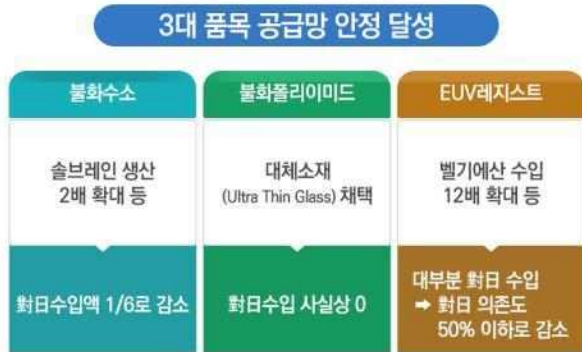 3대 품목 공급망 안정 달성
불화수소
솔브레인 생산
2배 확대 등
對日수입액 1/6로 감소
불화폴리이미드
대체소재
(Ultra Thin Glass) 채택
對日수입 사실상 0
EUV레지스트
벨기에산 수입
12배 확대 등
대부분 對日 수입
➡ 對日 의존도
50% 이하로 감소